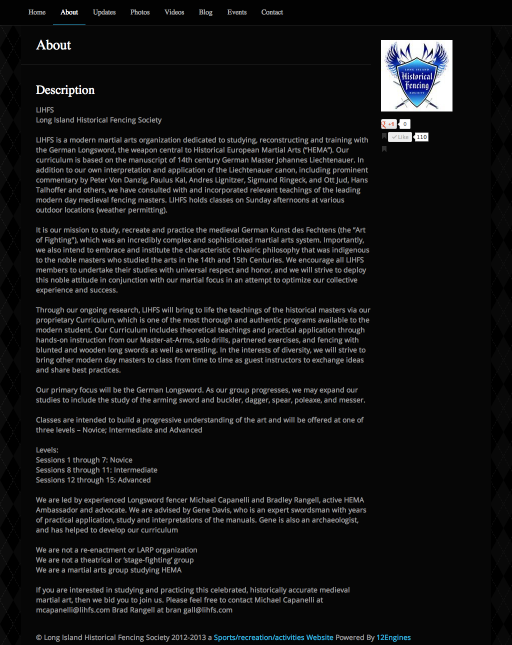 Home About Updates Photos Videos Blog Events Contact
About
LONG ISLAND
Historical
Fencing
SOCIETY
Description
LIHFS
Long Island Historical Fencing Society
+1 0
Like 110
LIHFS is a modern martial arts organization dedicated to studying, reconstructing and training with
the German Longsword, the weapon central to Historical European Martial Arts ("HEMA"). Our
curriculum is based on the manuscript of 14th century German Master Johannes Liechtenauer. In
addition to our own interpretation and application of the Liechtenauer canon, including prominent
commentary by Peter Von Danzig, Paulus Kal, Andres Lignitzer, Sigmund Ringeck, and Ott Jud, Hans
Talhoffer and others, we have consulted with and incorporated relevant teachings of the leading
modern day medieval fencing masters. LIHFS holds classes on Sunday afternoons at various
outdoor locations (weather permitting).
It is our mission to study, recreate and practice the medieval German Kunst des Fechtens (the "Art
of Fighting"), which was an incredibly complex and sophisticated martial arts system. Importantly,
we also intend to embrace and institute the characteristic chivalric philosophy that was indigenous
to the noble masters who studied the arts in the 14th and 15th Centuries. We encourage all LIHFS
members to undertake their studies with universal respect and honor, and we will strive to deploy
this noble attitude in conjunction with our martial focus in an attempt to optimize our collective
experience and success.
Through our ongoing research, LIHFS will bring to life the teachings of the historical masters via our
proprietary Curriculum, which is one of the most thorough and authentic programs available to the
modern student. Our Curriculum includes theoretical teachings and practical application through
hands-on instruction from our Master-at-Arms, solo drills, partnered exercises, and fencing with
blunted and wooden long swords as well as wrestling. In the interests of diversity, we will strive to
bring other modern day masters to class from time to time as guest instructors to exchange ideas
and share best practices.
Our primary focus will be the German Longsword. As our group progresses, we may expand our
studies to include the study of the arming sword and buckler, dagger, spear, poleaxe, and messer.
Classes are intended to build a progressive understanding of the art and will be offered at one of
three levels – Novice; Intermediate and Advanced
Levels:
Sessions 1 through 7: Novice
Sessions 8 through 11: Intermediate
Sessions 12 through 15: Advanced
We are led by experienced Longsword fencer Michael Capanelli and Bradley Rangell, active HEMA
Ambassador and advocate. We are advised by Gene Davis, who is an expert swordsman with years
of practical application, study and interpretations of the manuals. Gene is also an archaeologist,
and has helped to develop our curriculum
We are not a re-enactment or LARP organization
We are not a theatrical or 'stage-fighting' group
We are a martial arts group studying HEMA
If you are interested in studying and practicing this celebrated, historically accurate medieval
martial art, then we bid you to join us. Please feel free to contact Michael Capanelli at
mcapanelli@lihfs.com Brad Rangell at bran gall@lihfs.com
© Long Island Historical Fencing Society 2012-2013 a Sports/recreation/activities Website Powered By 12Engines